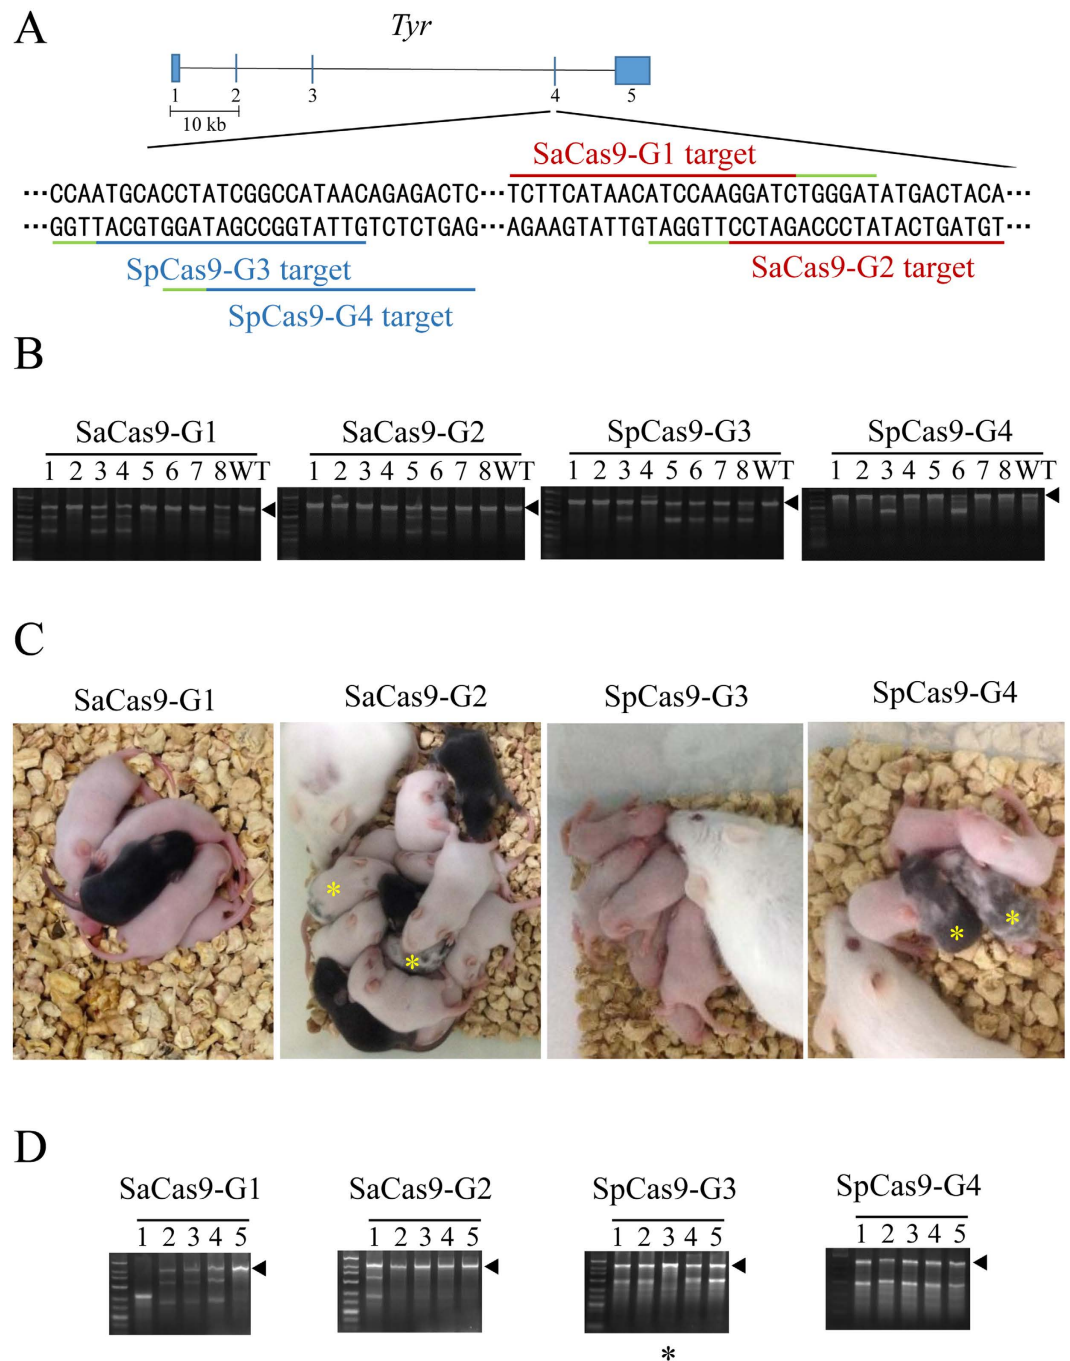 A
Tyr
1 2 3 4 5
10 kb
SaCas9-G1 target
···CCAATGCACCTATCGGCCATAACAGAGACTC···TCTTCATAACATCCAAGGATCTGGGATATGACTACA···
···GGTTACGTGGATAGCCGGTATTGTCTCTGAG···AGAAGTATTGTAGGTTCCTAGACCCTATACTGATGT···
SpCas9-G3 target
SaCas9-G2 target
SpCas9-G4 target
B
SaCas9-G1 SaCas9-G2 SpCas9-G3 SpCas9-G4
1 2 3 4 5 6 7 8 WT 1 2 3 4 5 6 7 8 WT 1 2 3 4 5 6 7 8 WT 1 2 3 4 5 6 7 8 WT
C
SaCas9-G1 SaCas9-G2 SpCas9-G3 SpCas9-G4
* * * *
D
SaCas9-G1 SaCas9-G2 SpCas9-G3 SpCas9-G4
1 2 3 4 5 1 2 3 4 5 1 2 3 4 5 1 2 3 4 5
*